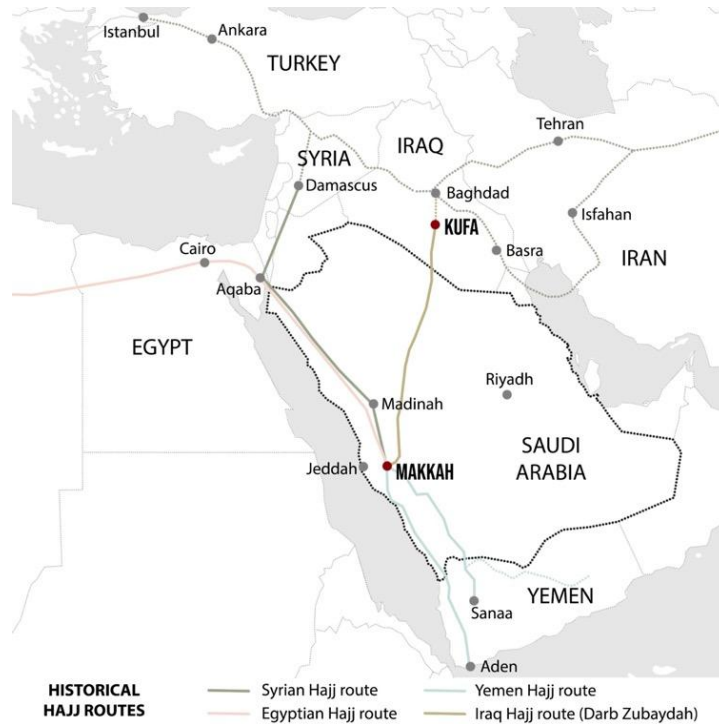 Istanbul
Ankara
TURKEY
Tehran
IRAQ
SYRIA
Damascus
Baghdad
Isfahan
KUFA
Cairo
Basra
IRAN
Aqaba
EGYPT
Riyadh
Madinah
SAUDI
ARABIA
Jeddah
MAKKAH
YEMEN
Sanaa
Aden
HISTORICAL
HAJJ ROUTES
Syrian Hajj route
Yemen Hajj route
Egyptian Hajj route
Iraq Hajj route (Darb Zubaydah)